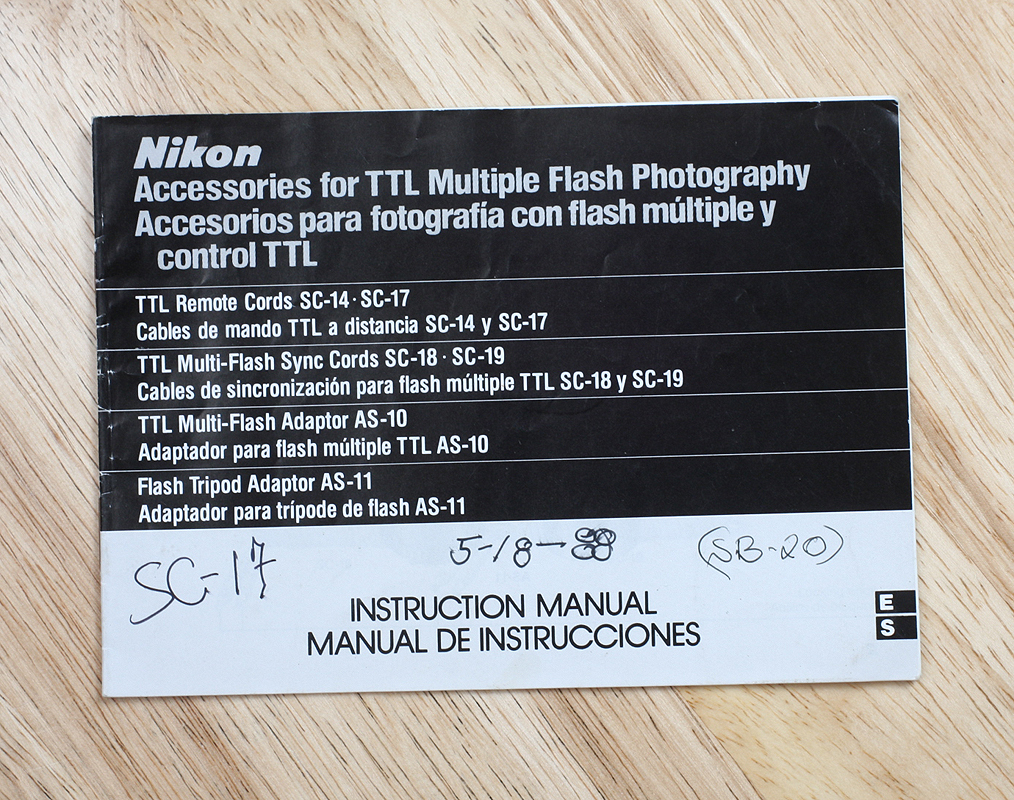 Nikon
Accessories for TTL Multiple Flash Photography
Accesorios para fotografía con flash múltiple y
control TTL
TTL Remote Cords SC-14 · SC-17
Cables de mando TTL a distancia SC-14 y SC-17
TTL Multi-Flash Sync Cords SC-18 · SC-19
Cables de sincronización para flash múltiple TTL SC-18 y SC-19
TTL Multi-Flash Adaptor AS-10
Adaptador para flash múltiple TTL AS-10
Flash Tripod Adaptor AS-11
Adaptador para trípode de flash AS-11
SC-17 5-18-88 (SB-20)
INSTRUCTION MANUAL
MANUAL DE INSTRUCCIONES
E
S